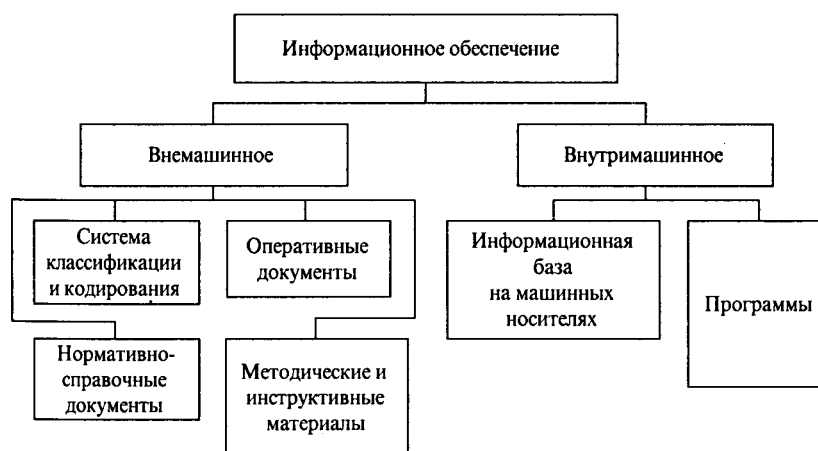 Информационное обеспечение
Внемашинное
Внутримашинное
Система
классификации
и кодирования
Оперативные
документы
Информационная
база
на машинных
носителях
Программы
Нормативно-
справочные
документы
Методические и
инструктивные
материалы